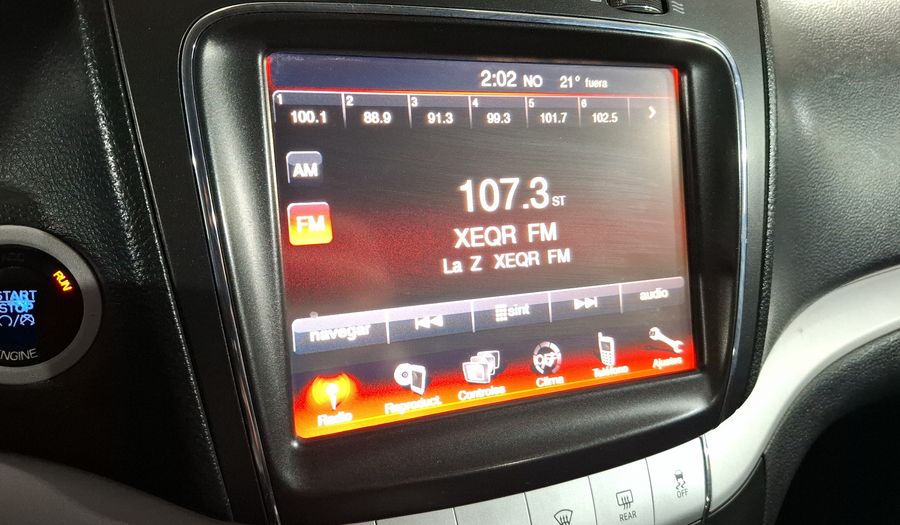 2:02 NO 21° fuera
1 2 3 4 5 6
100.1 88.9 91.3 99.3 101.7 102.5
AM
107.3 ST
FM
XEQR FM
La Z XEQR FM
navegar sint audio
Radio Reproduct. Controles Clima Teléfono Ajustes
OFF
ACC
RUN
START
STOP
ENGINE
REAR
OFF